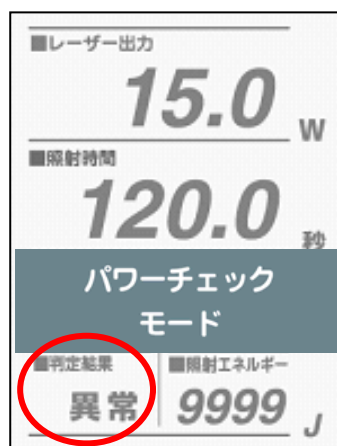 ■レーザー出力
15.0 W
■照射時間
120.0 秒
パワーチェック
モード
■判定結果 ■照射エネルギー
異常 9999 J